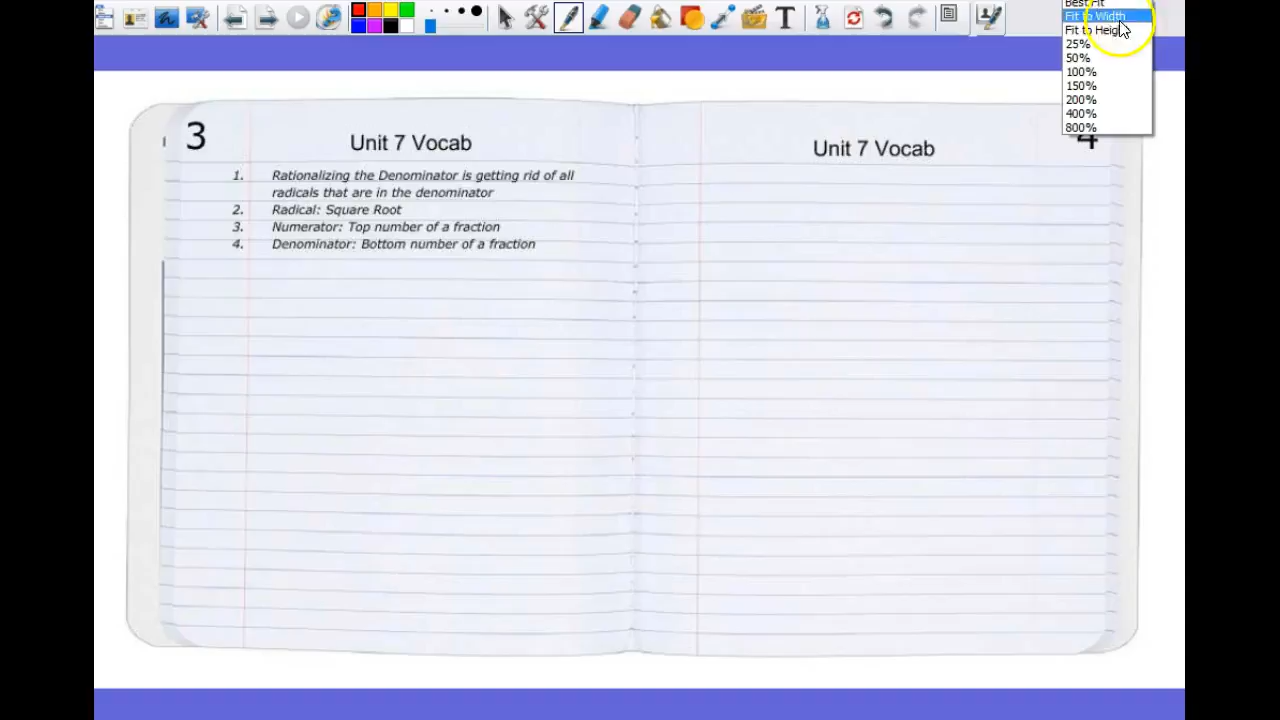 Best Fit
Fit to Width
Fit to Heig
25%
50%
100%
150%
200%
400%
800%
3
Unit 7 Vocab
1. Rationalizing the Denominator is getting rid of all
radicals that are in the denominator
2. Radical: Square Root
3. Numerator: Top number of a fraction
4. Denominator: Bottom number of a fraction
4
Unit 7 Vocab